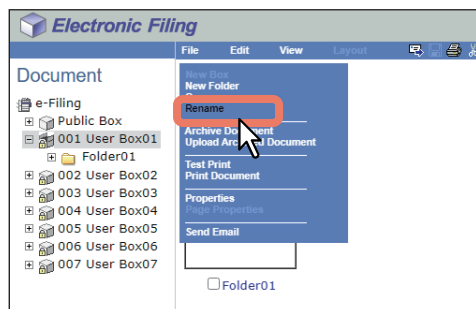 Electronic Filing
File Edit View Layout
Document
e-Filing
Public Box
001 User Box01
Folder01
002 User Box02
003 User Box03
004 User Box04
005 User Box05
006 User Box06
007 User Box07
New Box
New Folder
Rename
Archive Document
Upload Archived Document
Test Print
Print Document
Properties
Page Properties
Send Email
Folder01